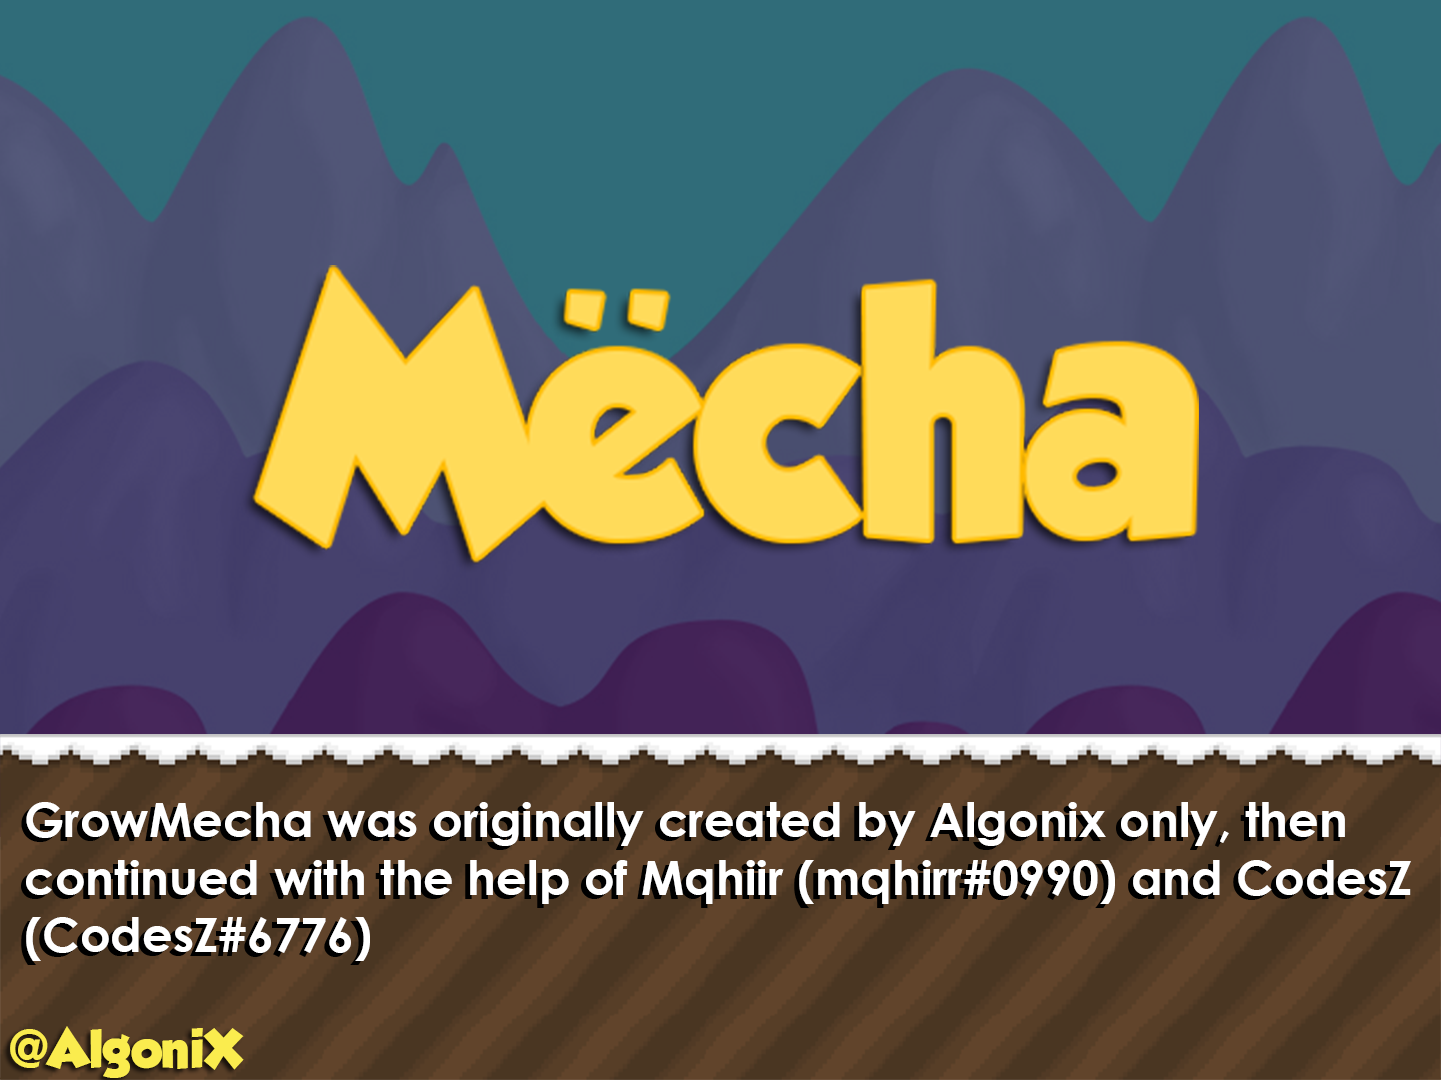 Mëcha
GrowMecha was originally created by Algonix only, then
continued with the help of Mqhiir (mqhirr#0990) and CodesZ
(CodesZ#6776)
@AlgoniX